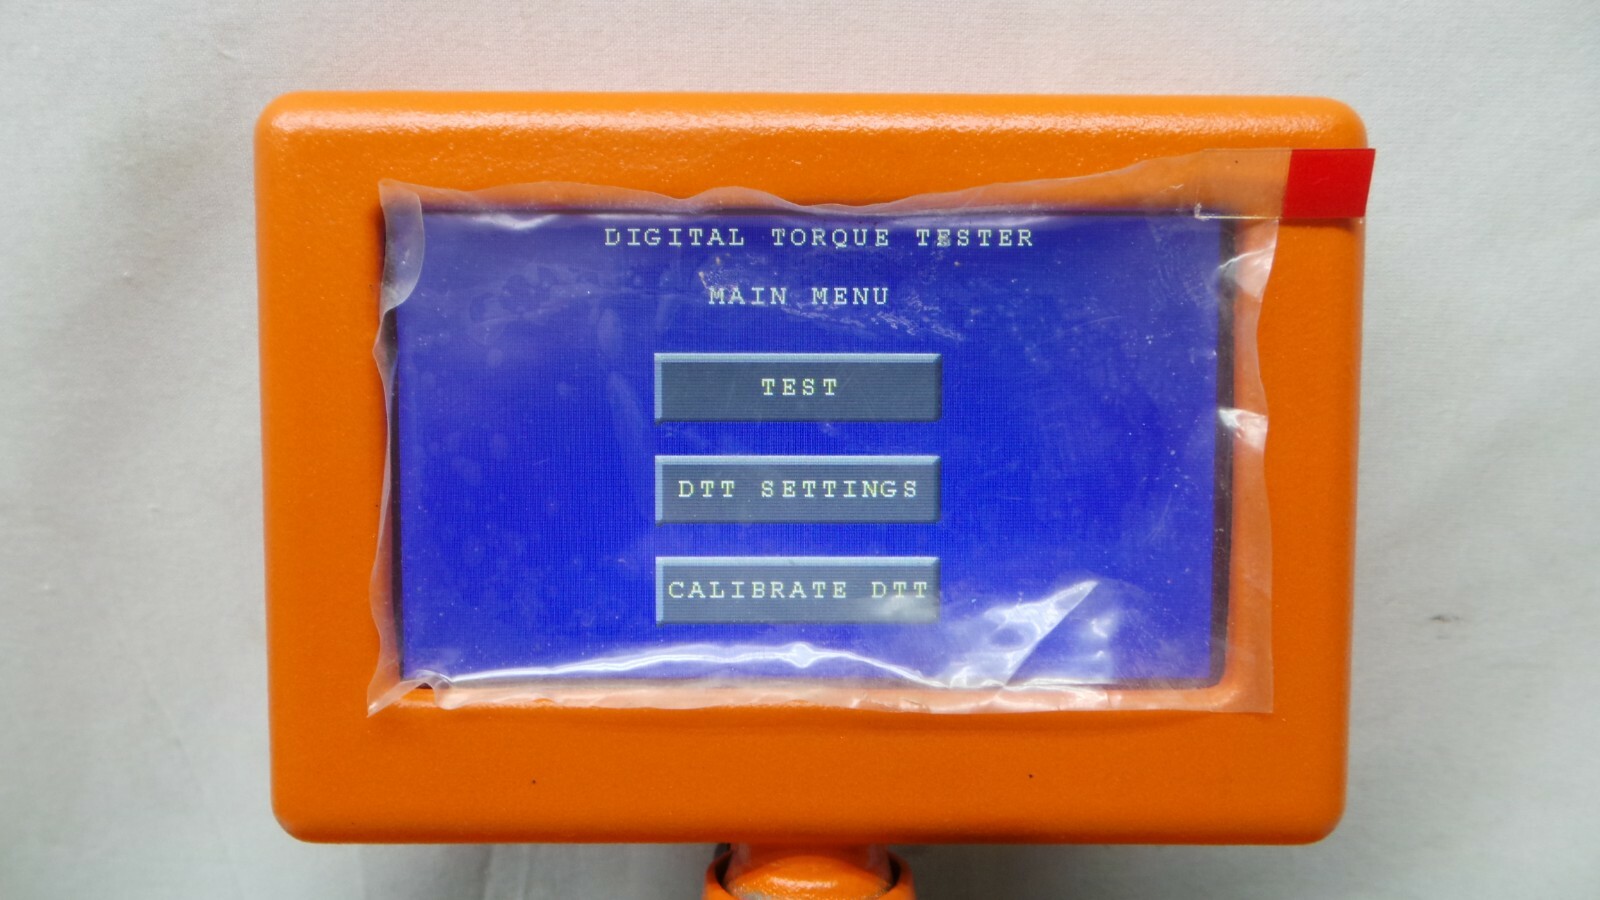 DIGITAL TORQUE TESTER
MAIN MENU
TEST
DTT SETTINGS
CALIBRATE DTT